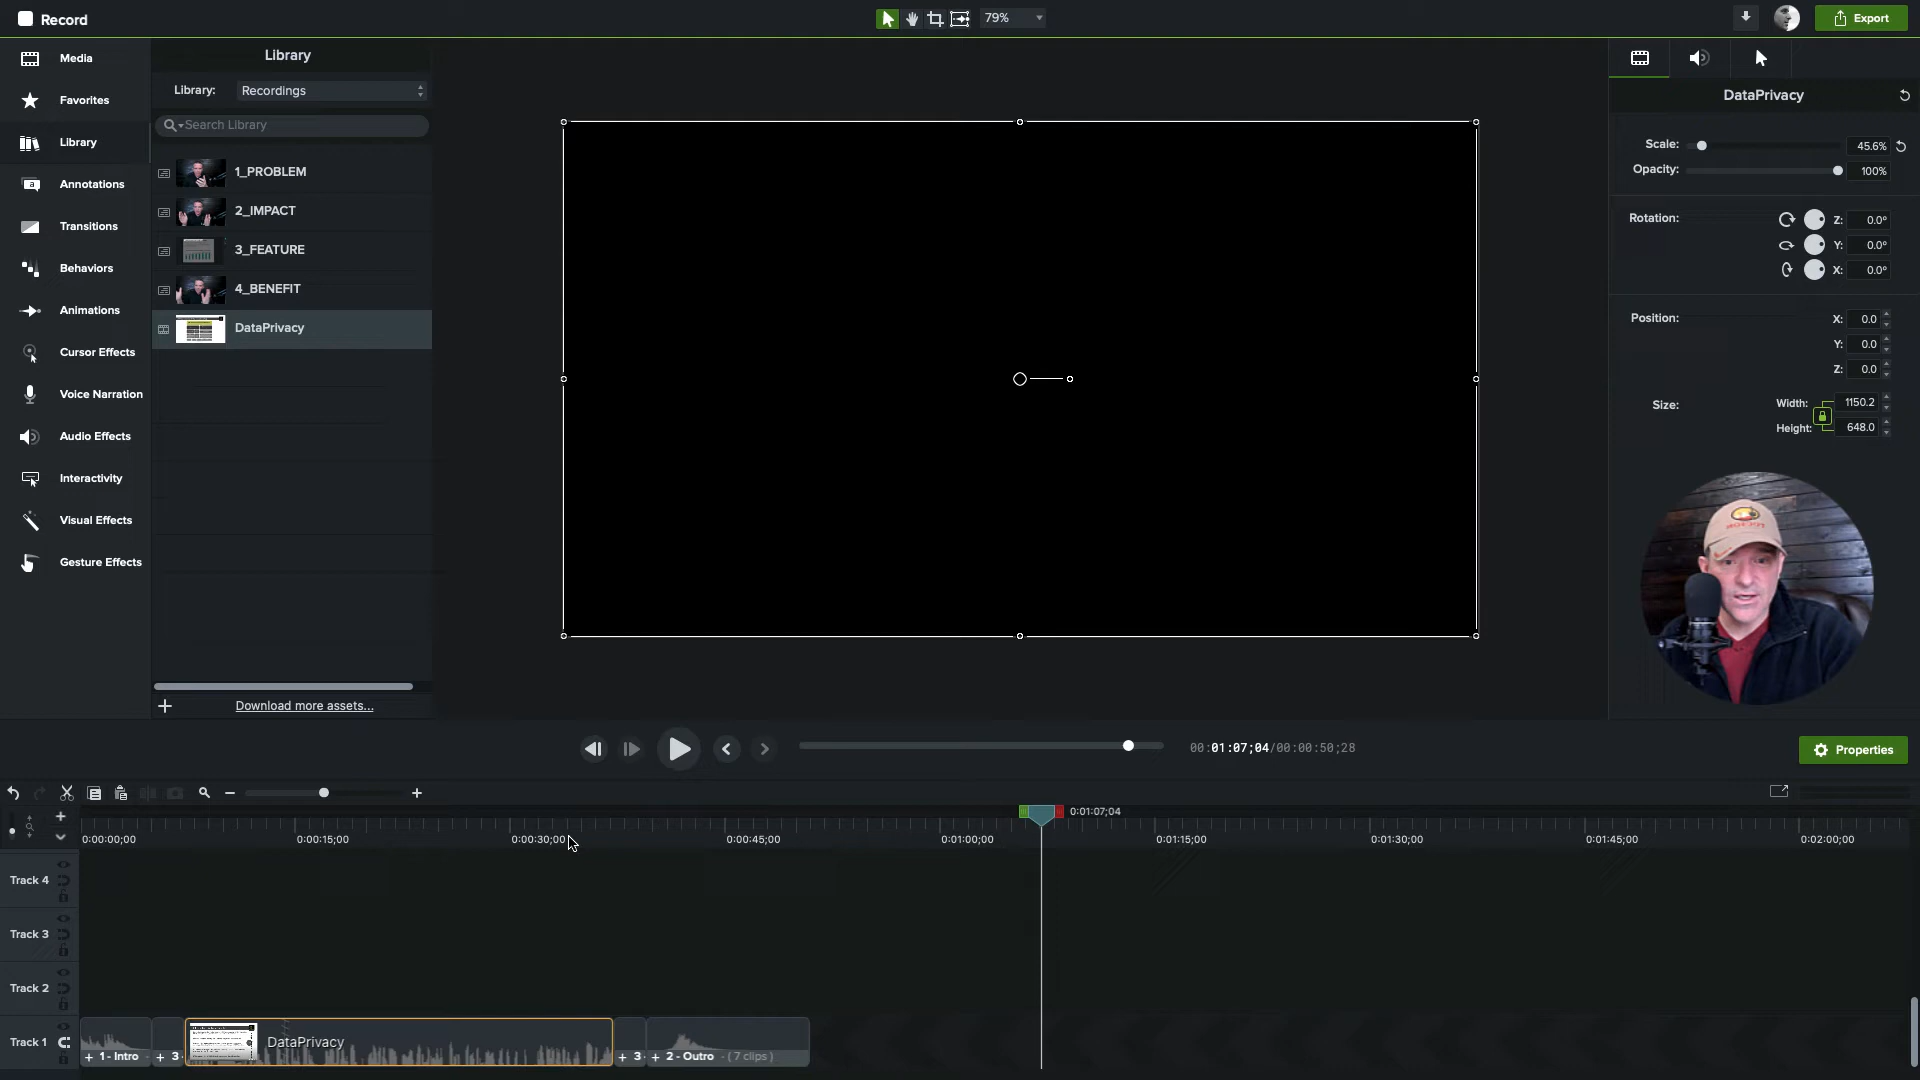 Record
79%
Export
Media
Favorites
Library
Annotations
Transitions
Behaviors
Animations
Cursor Effects
Voice Narration
Audio Effects
Interactivity
Visual Effects
Gesture Effects
Library
Library: Recordings
Search Library
1_PROBLEM
2_IMPACT
3_FEATURE
4_BENEFIT
DataPrivacy
Download more assets...
DataPrivacy
Scale: 45.6%
Opacity: 100%
Rotation: Z: 0.0°
Y: 0.0°
X: 0.0°
Position: X: 0.0
Y: 0.0
Z: 0.0
Size: Width: 1150.2
Height: 648.0
00:01:07;04/00:00:50;28
Properties
0:01:07;04
0:00:00;00 0:00:15;00 0:00:30;00 0:00:45;00 0:01:00;00 0:01:15;00 0:01:30;00 0:01:45;00 0:02:00;00
Track 4
Track 3
Track 2
Track 1
DataPrivacy
+ 1 - Intro - + 3 + 3 + 2 - Outro - ( 7 clips )